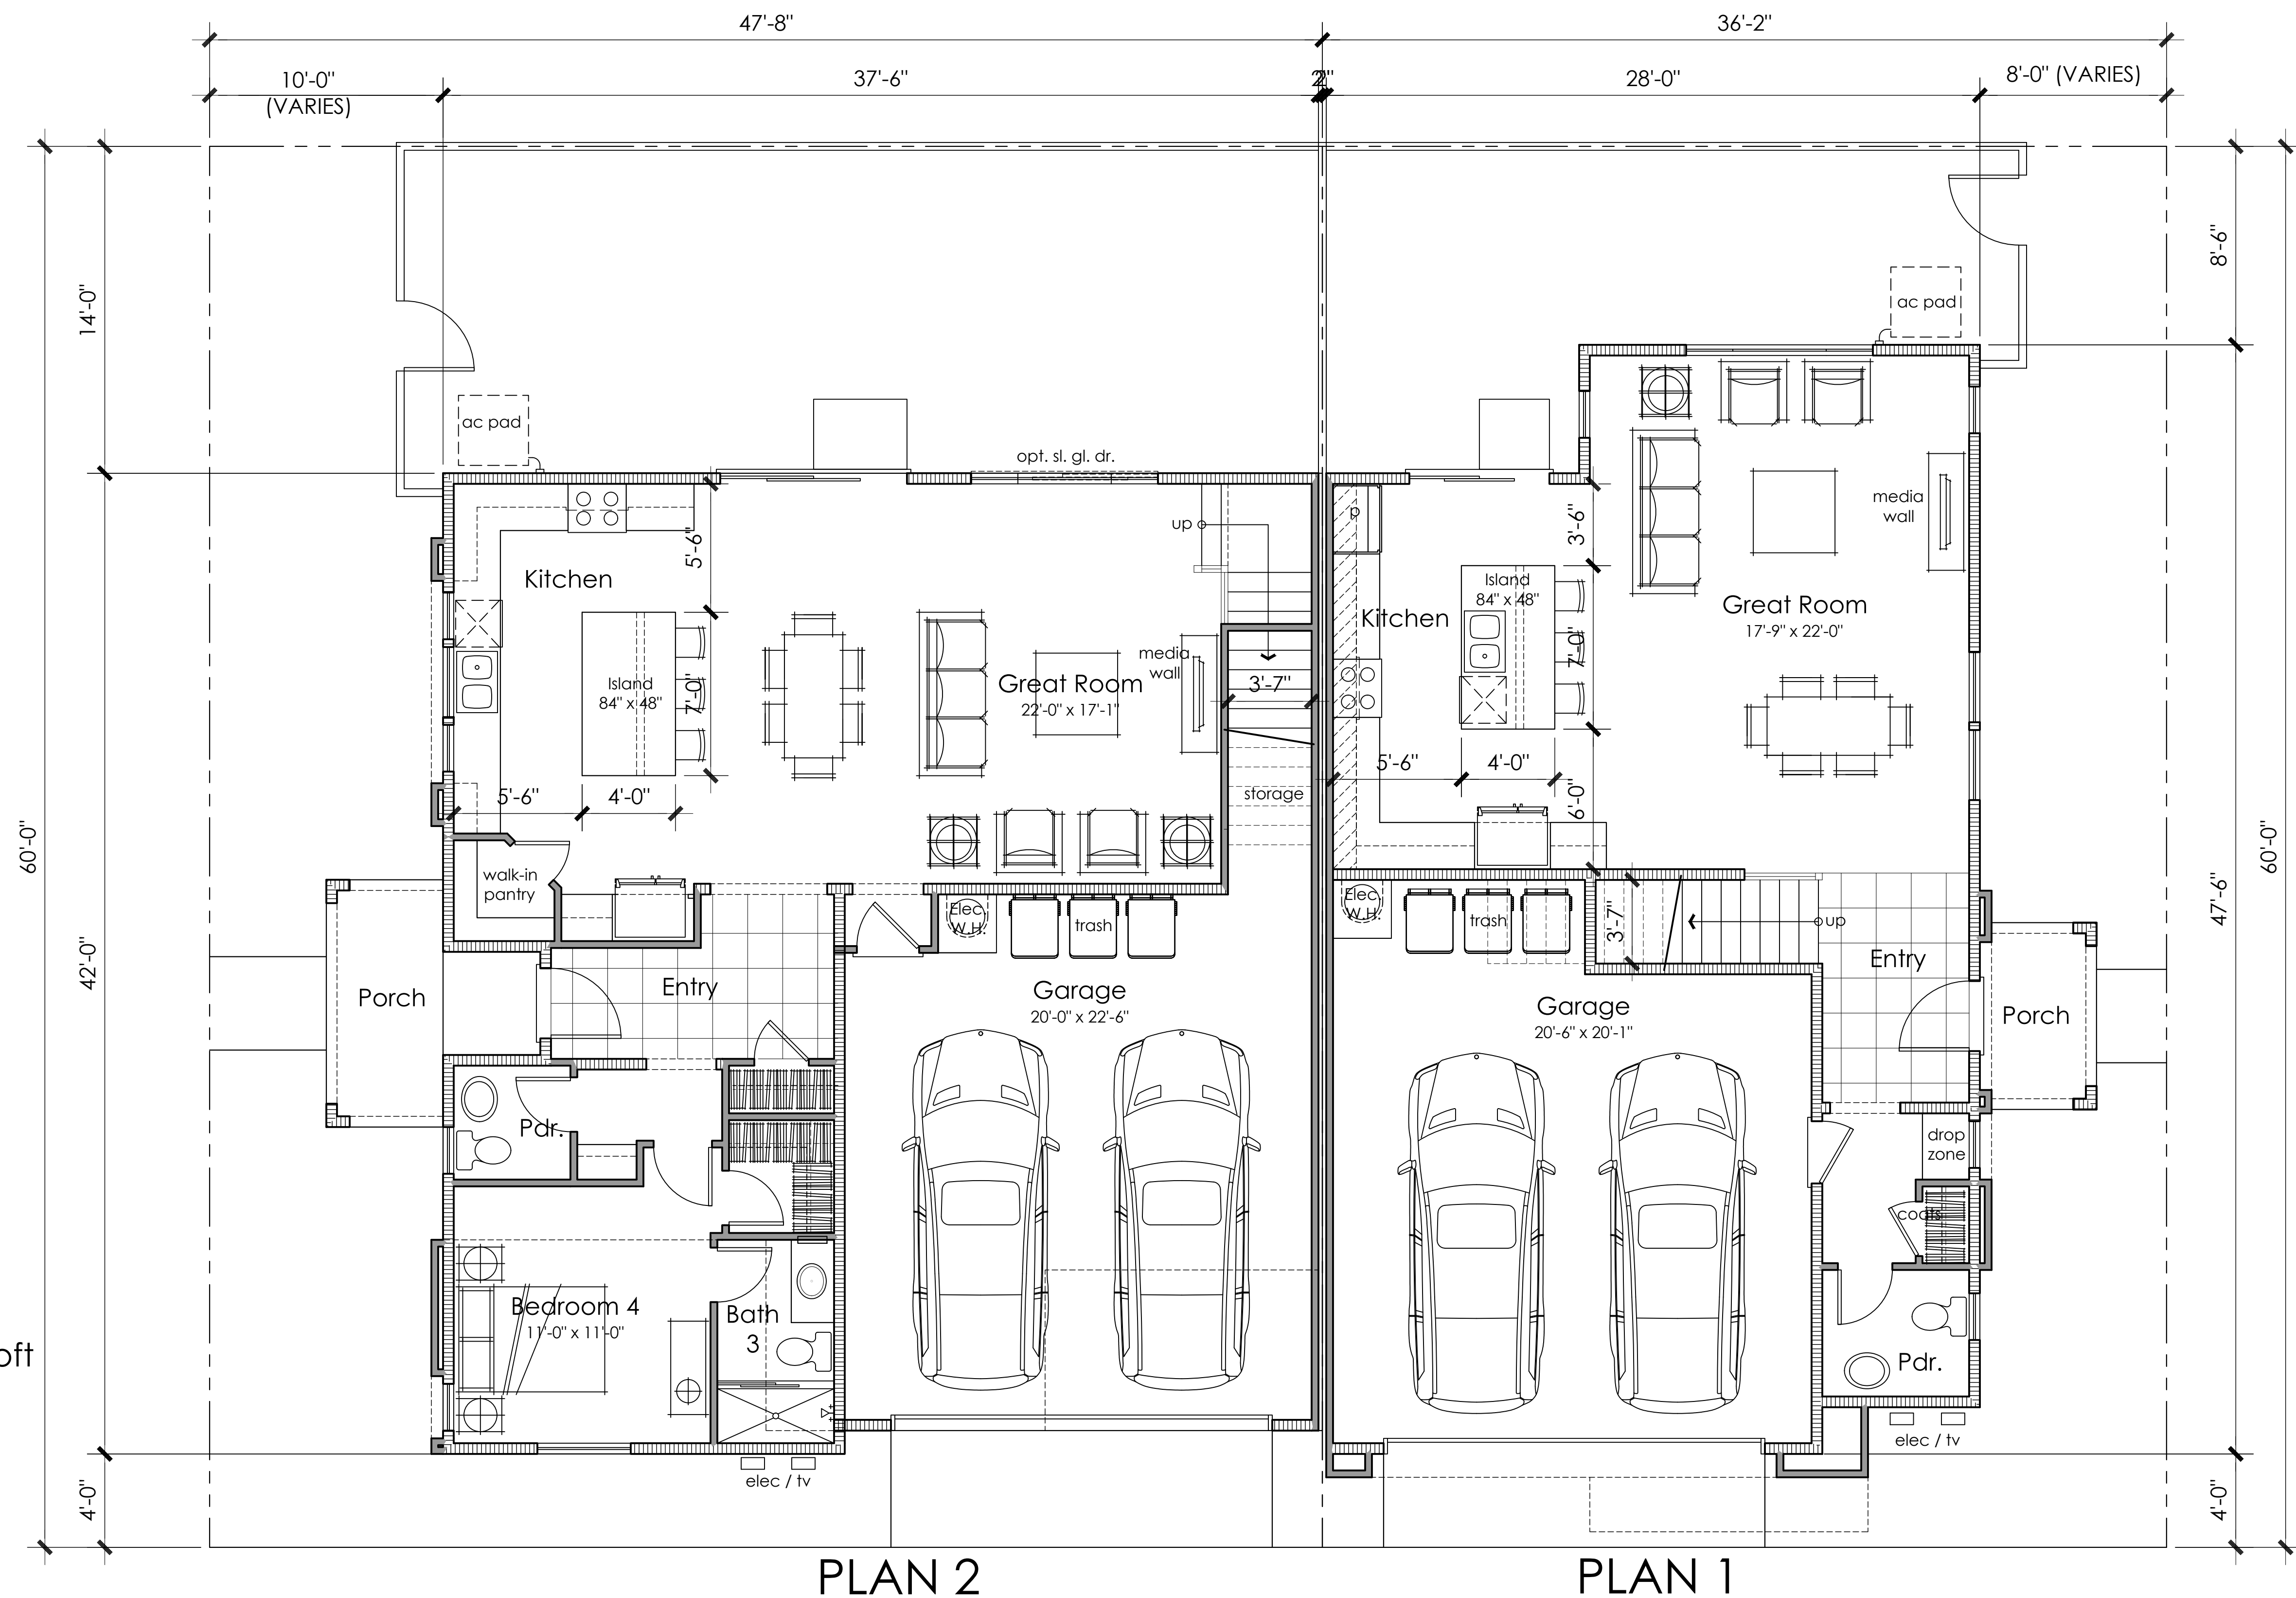 47'-8"
36'-2"
10'-0"
(VARIES)
37'-6"
28'-0"
8'-0" (VARIES)
14'-0"
42'-0"
4'-0"
60'-0"
8'-6"
47'-6"
4'-0"
60'-0"
ac pad
opt. sl. gl. dr.
up
Kitchen
5'-6"
Island
84" x 48"
7'-0"
5'-6"
4'-0"
media
wall
Great Room
22'-0" x 17'-1"
3'-7"
storage
walk-in
pantry
Elec
W.H.
trash
Porch
Entry
Garage
20'-0" x 22'-6"
Pdr.
Bedroom 4
11'-0" x 11'-0"
Bath
3
elec / tv
oft
ac pad
media
wall
3'-6"
Kitchen
Island
84" x 48"
7'-0"
Great Room
17'-9" x 22'-0"
5'-6"
4'-0"
6'-0"
Elec
W.H.
trash
3'-7"
up
Entry
Porch
Garage
20'-6" x 20'-1"
drop
zone
coats
Pdr.
elec / tv
PLAN 2
PLAN 1